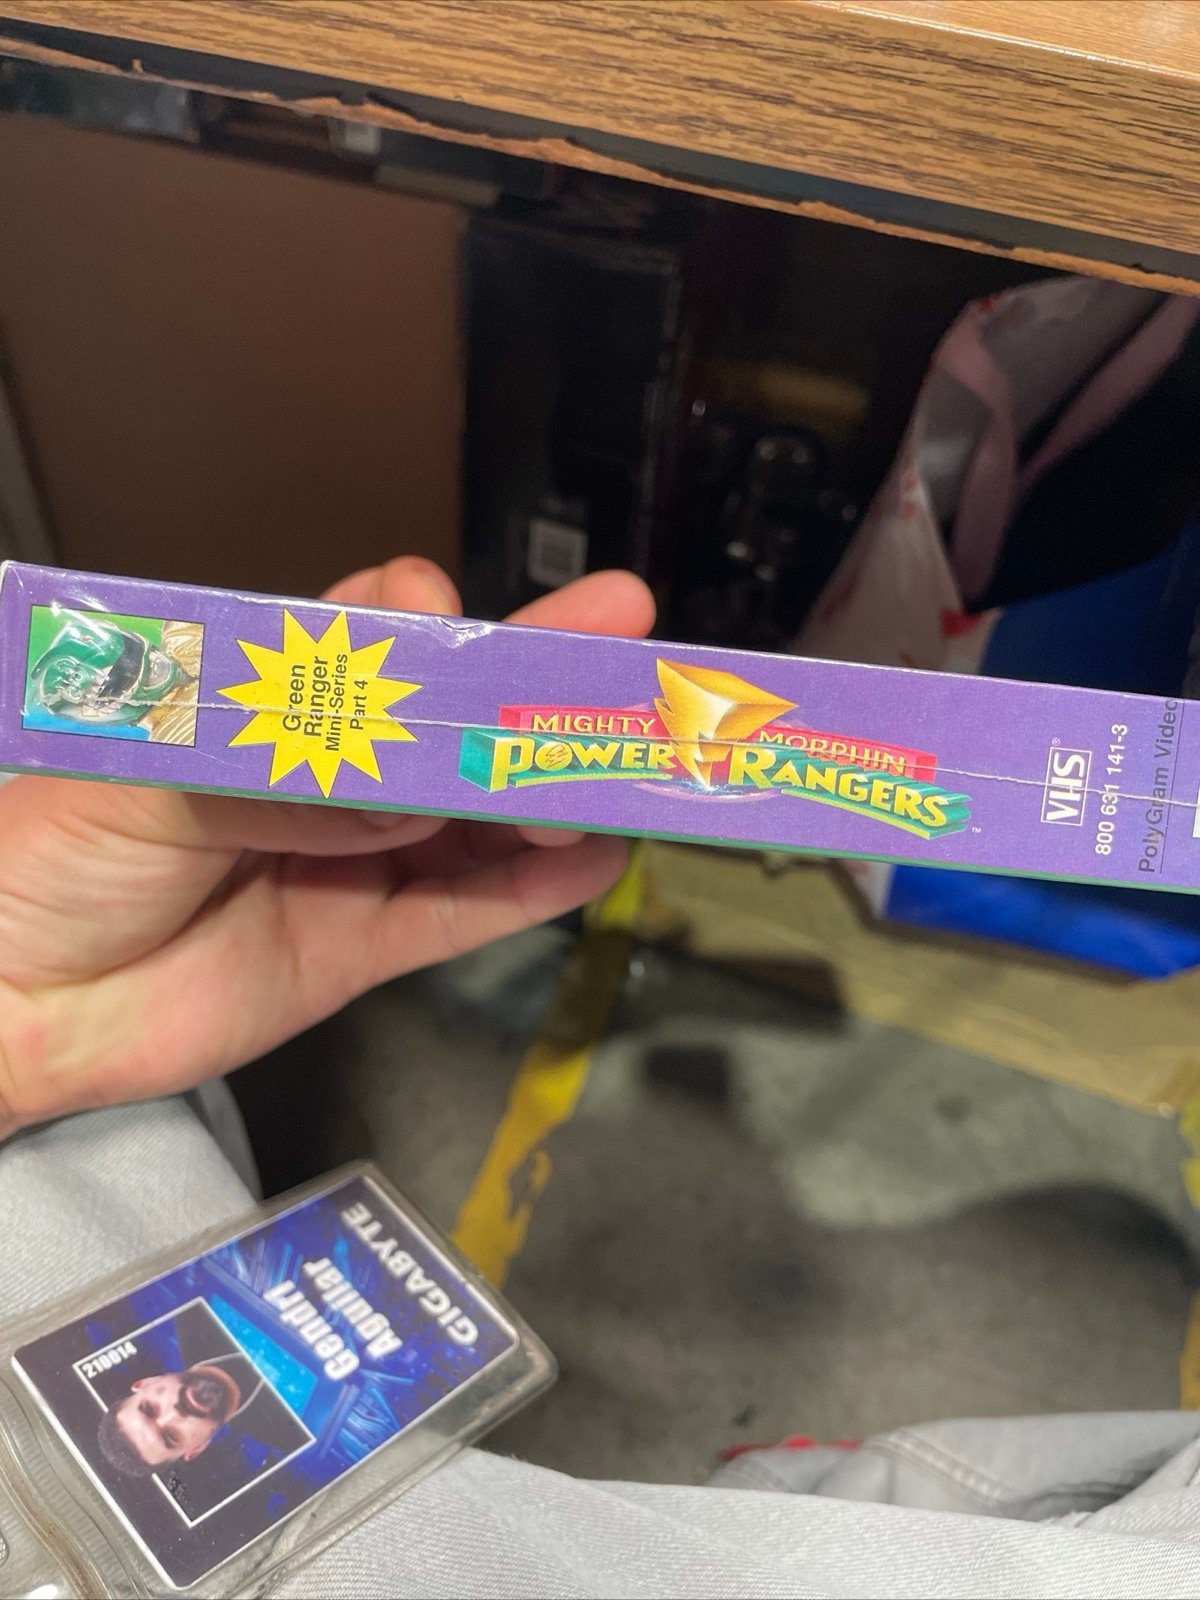 Green
Ranger
Mini-Series
Part 4
MIGHTY MORPHIN
POWER RANGERS
TM
VHS
®
800 631 141-3
PolyGram Video
GIGABYTE
Gendri
Aguilar
210014